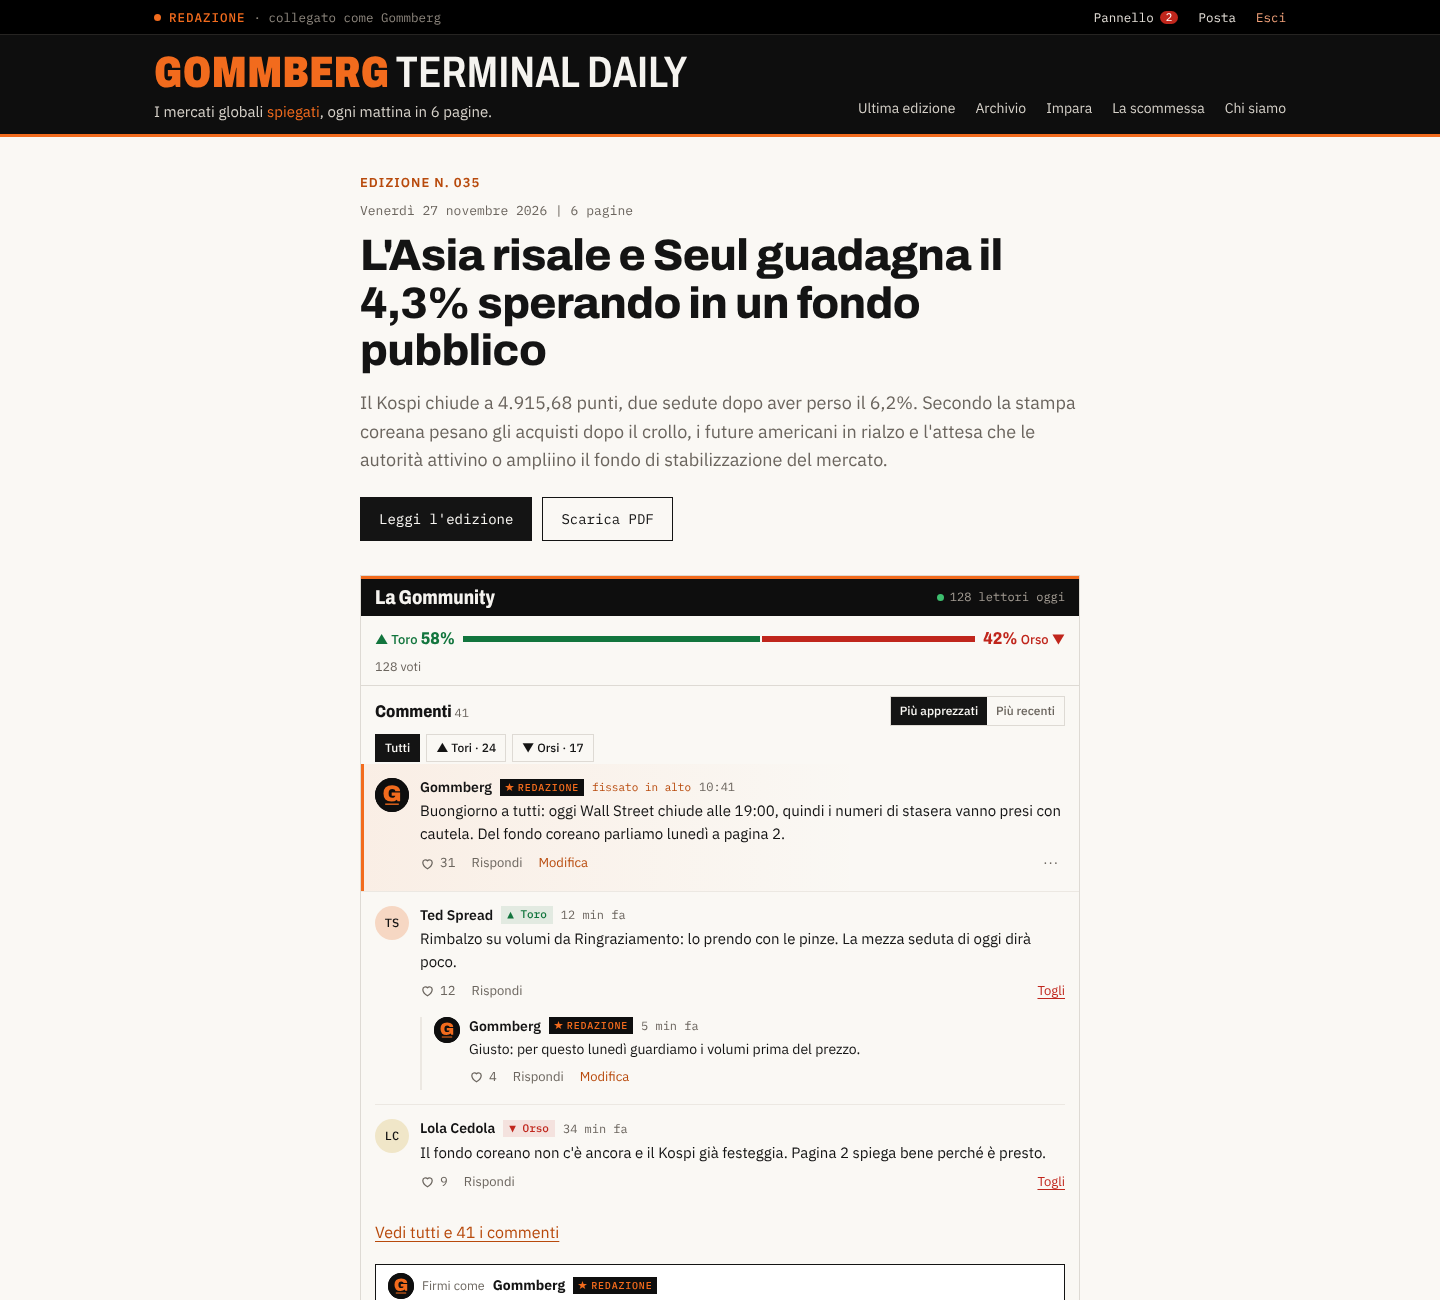 REDAZIONE · collegato come Gommberg
Pannello 2 Posta Esci
GOMMBERG TERMINAL DAILY
I mercati globali spiegati, ogni mattina in 6 pagine.
Ultima edizione Archivio Impara La scommessa Chi siamo
EDIZIONE N. 035
Venerdì 27 novembre 2026 | 6 pagine
L'Asia risale e Seul guadagna il
4,3% sperando in un fondo
pubblico
Il Kospi chiude a 4.915,68 punti, due sedute dopo aver perso il 6,2%. Secondo la stampa
coreana pesano gli acquisti dopo il crollo, i future americani in rialzo e l'attesa che le
autorità attivino o ampliino il fondo di stabilizzazione del mercato.
Leggi l'edizione Scarica PDF
La Gommunity
128 lettori oggi
▲ Toro 58%
42% Orso ▼
128 voti
Commenti 41
Più apprezzati Più recenti
Tutti ▲ Tori · 24 ▼ Orsi · 17
G Gommberg ★ REDAZIONE fissato in alto 10:41
Buongiorno a tutti: oggi Wall Street chiude alle 19:00, quindi i numeri di stasera vanno presi con
cautela. Del fondo coreano parliamo lunedì a pagina 2.
31 Rispondi Modifica ···
TS Ted Spread ▲ Toro 12 min fa
Rimbalzo su volumi da Ringraziamento: lo prendo con le pinze. La mezza seduta di oggi dirà
poco.
12 Rispondi Togli
G Gommberg ★ REDAZIONE 5 min fa
Giusto: per questo lunedì guardiamo i volumi prima del prezzo.
4 Rispondi Modifica
LC Lola Cedola ▼ Orso 34 min fa
Il fondo coreano non c'è ancora e il Kospi già festeggia. Pagina 2 spiega bene perché è presto.
9 Rispondi Togli
Vedi tutti e 41 i commenti
G Firmi come Gommberg ★ REDAZIONE